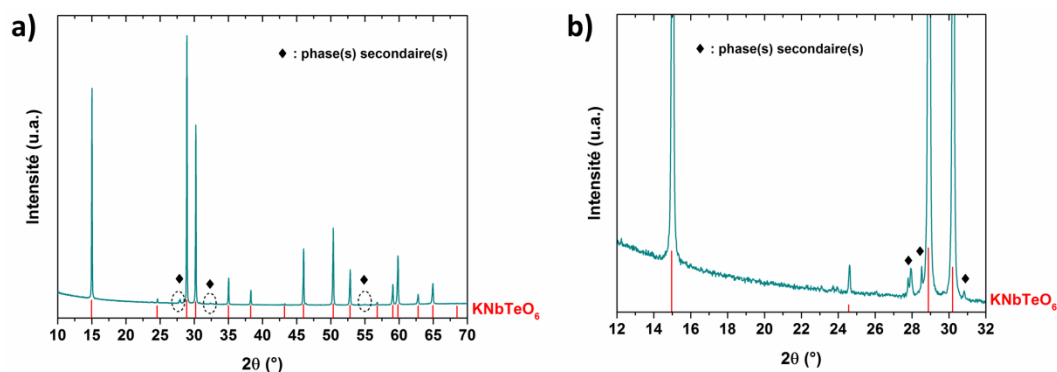 a)
Intensité (u.a.)
◆ : phase(s) secondaire(s)
KNbTeO₆
10 15 20 25 30 35 40 45 50 55 60 65 70
2θ (°)
b)
Intensité (u.a.)
◆ : phase(s) secondaire(s)
KNbTeO₆
12 14 16 18 20 22 24 26 28 30 32
2θ (°)